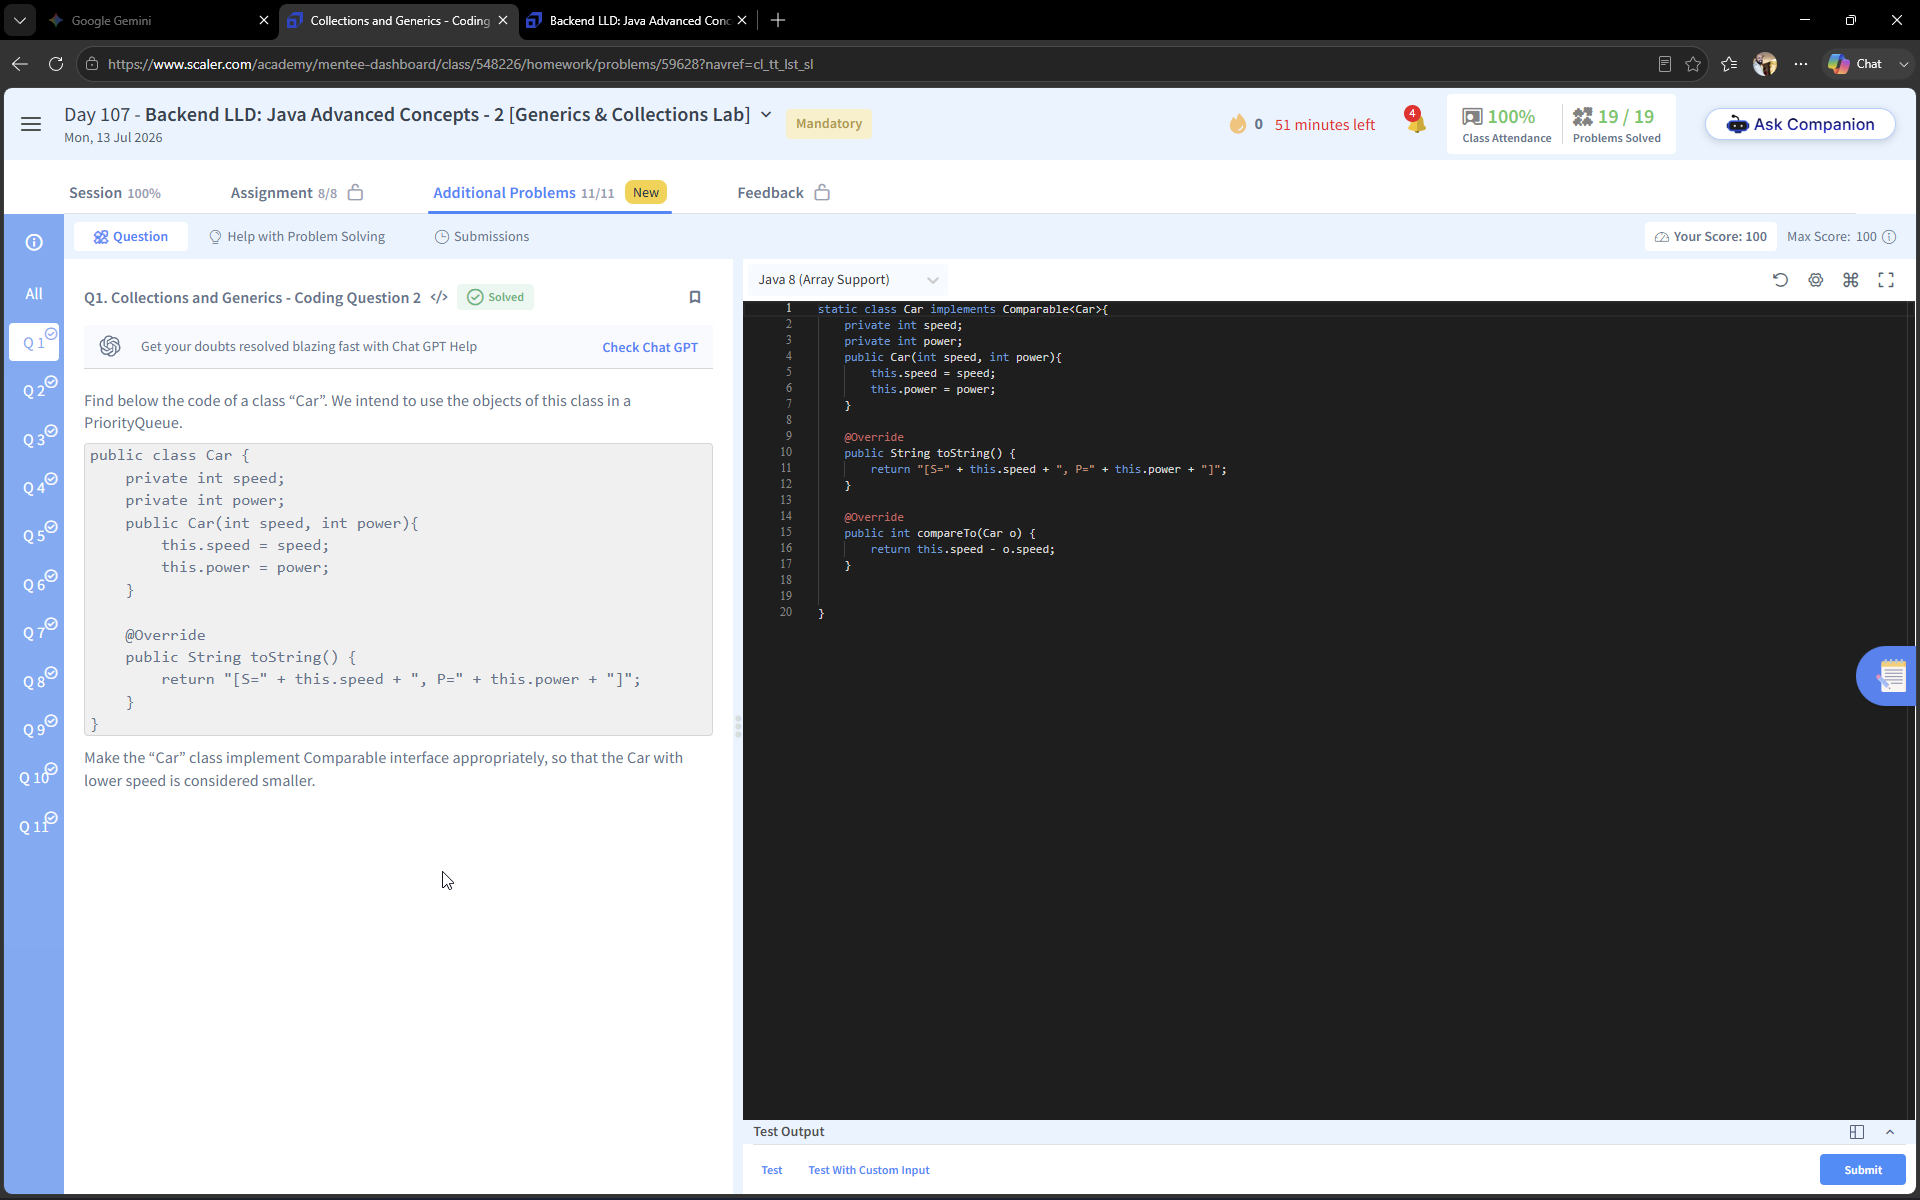 Google Gemini
Collections and Generics - Coding
Backend LLD: Java Advanced Conc
https://www.scaler.com/academy/mentee-dashboard/class/548226/homework/problems/59628?navref=cl_tt_lst_sl
Chat
Day 107 - Backend LLD: Java Advanced Concepts - 2 [Generics & Collections Lab]
Mon, 13 Jul 2026
Mandatory
0
51 minutes left
4
100%
Class Attendance
19 / 19
Problems Solved
Ask Companion
Session 100%
Assignment 8/8
Additional Problems 11/11
New
Feedback
Question
Help with Problem Solving
Submissions
Your Score: 100
Max Score: 100
All
Q 1
Q 2
Q 3
Q 4
Q 5
Q 6
Q 7
Q 8
Q 9
Q 10
Q 11
Q1. Collections and Generics - Coding Question 2 </>
Solved
Get your doubts resolved blazing fast with Chat GPT Help
Check Chat GPT
Find below the code of a class “Car”. We intend to use the objects of this class in a
PriorityQueue.
public class Car {
    private int speed;
    private int power;
    public Car(int speed, int power){
        this.speed = speed;
        this.power = power;
    }
    @Override
    public String toString() {
        return "[S=" + this.speed + ", P=" + this.power + "]";
    }
}
Make the “Car” class implement Comparable interface appropriately, so that the Car with
lower speed is considered smaller.
Java 8 (Array Support)
1 static class Car implements Comparable<Car>{
2     private int speed;
3     private int power;
4     public Car(int speed, int power){
5         this.speed = speed;
6         this.power = power;
7     }
8
9     @Override
10     public String toString() {
11         return "[S=" + this.speed + ", P=" + this.power + "]";
12     }
13
14     @Override
15     public int compareTo(Car o) {
16         return this.speed - o.speed;
17     }
18
19
20 }
Test Output
Test
Test With Custom Input
Submit